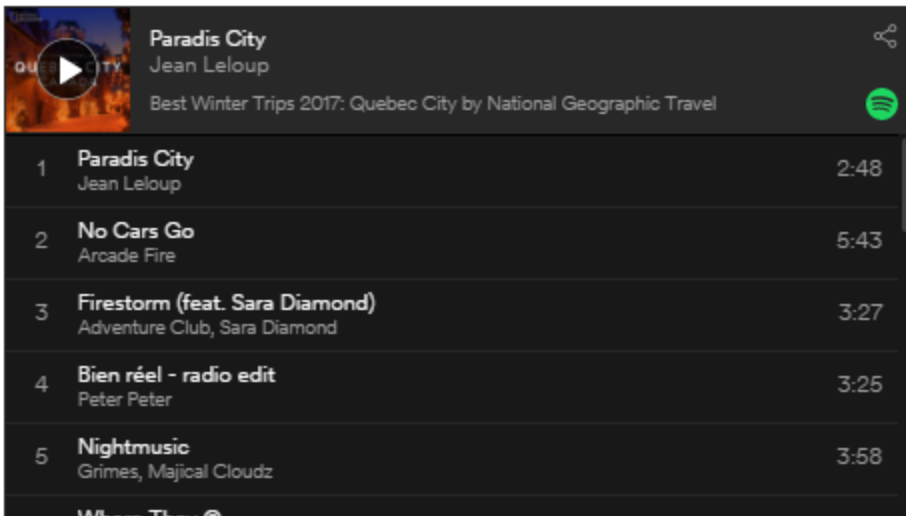 Paradis City
Jean Leloup
Best Winter Trips 2017: Quebec City by National Geographic Travel
1 Paradis City 2:48
Jean Leloup
2 No Cars Go 5:43
Arcade Fire
3 Firestorm (feat. Sara Diamond) 3:27
Adventure Club, Sara Diamond
4 Bien réel - radio edit 3:25
Peter Peter
5 Nightmusic 3:58
Grimes, Majical Cloudz